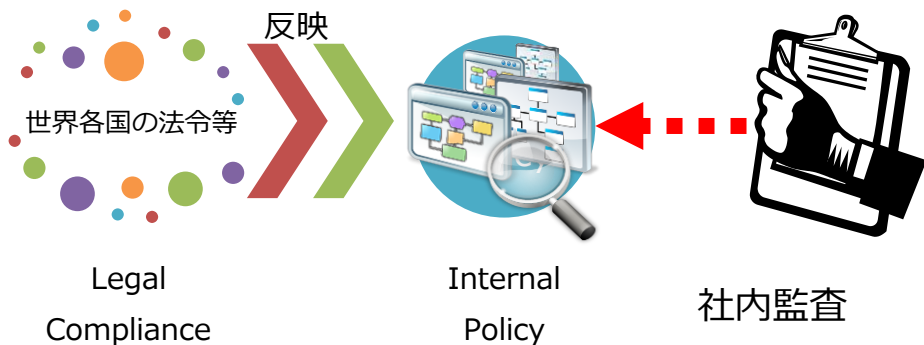 反映
世界各国の法令等
Legal
Compliance
Internal
Policy
社内監査